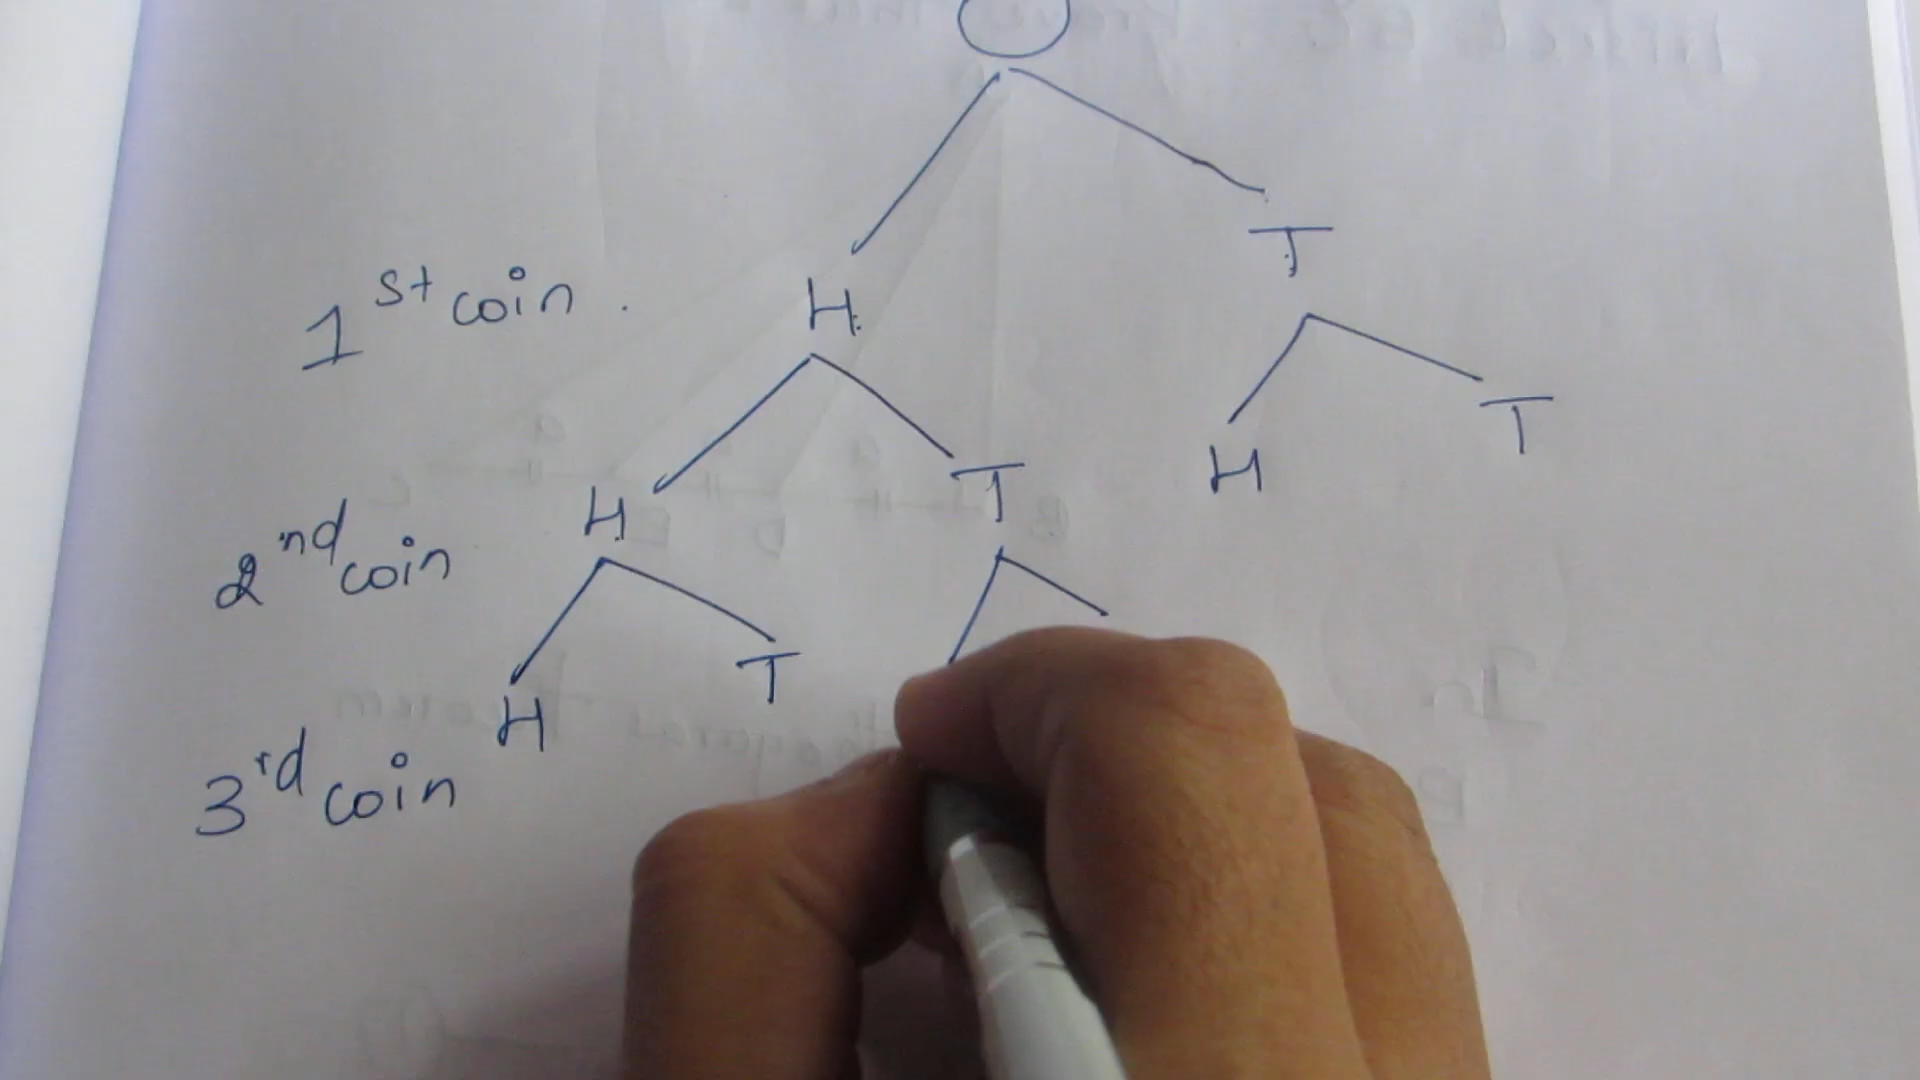 T
1st coin . H
H T
2nd coin H T
3rd coin H T